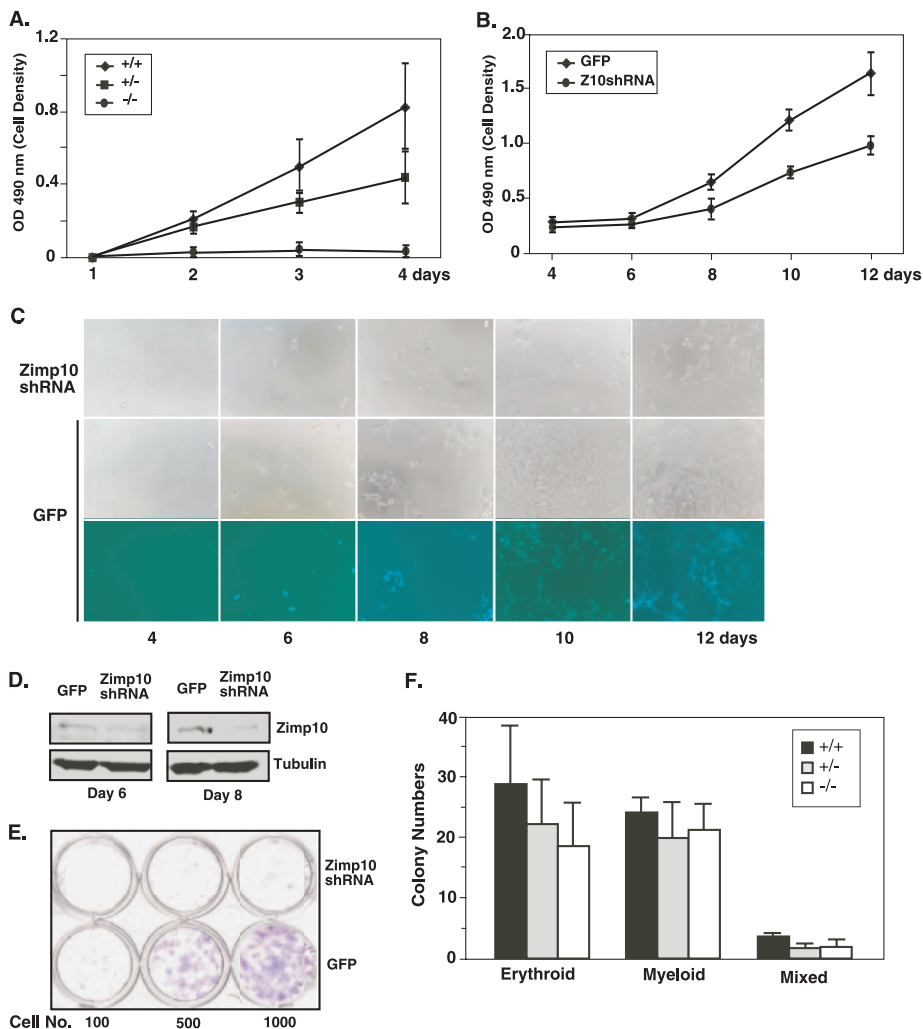 A.
1.2
0.8
0.4
0
OD 490 nm (Cell Density)
+/+
+/-
-/-
1 2 3 4 days
B.
2.0
1.5
1.0
0.5
0
OD 490 nm (Cell Density)
GFP
Z10shRNA
4 6 8 10 12 days
C
Zimp10
shRNA
GFP
4 6 8 10 12 days
D.
GFP Zimp10 shRNA
GFP Zimp10 shRNA
Zimp10
Tubulin
Day 6 Day 8
E.
Zimp10
shRNA
GFP
Cell No. 100 500 1000
F.
40
30
20
10
0
Colony Numbers
+/+
+/-
-/-
Erythroid Myeloid Mixed